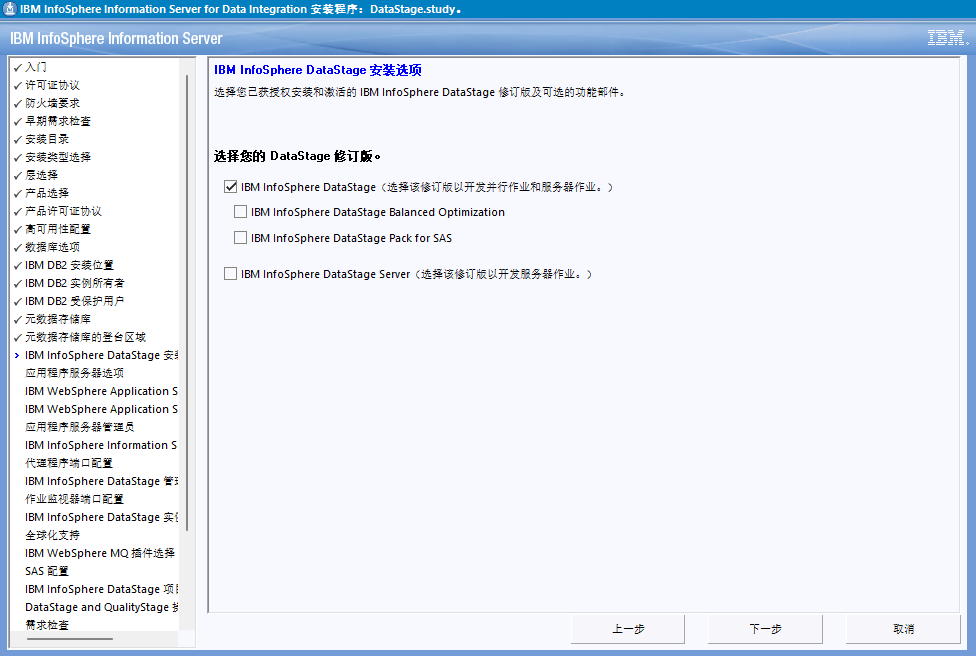 IBM InfoSphere Information Server for Data Integration 安装程序：DataStage.study。
IBM InfoSphere Information Server
IBM.
入门
许可证协议
防火墙要求
早期需求检查
安装目录
安装类型选择
层选择
产品选择
产品许可证协议
高可用性配置
数据库选项
IBM DB2 安装位置
IBM DB2 实例所有者
IBM DB2 受保护用户
元数据存储库
元数据存储库的登台区域
IBM InfoSphere DataStage 安装
应用程序服务器选项
IBM WebSphere Application S
IBM WebSphere Application S
应用程序服务器管理员
IBM InfoSphere Information S
代理程序端口配置
IBM InfoSphere DataStage 管理
作业监视器端口配置
IBM InfoSphere DataStage 实例
全球化支持
IBM WebSphere MQ 插件选择
SAS 配置
IBM InfoSphere DataStage 项目
DataStage and QualityStage
需求检查
IBM InfoSphere DataStage 安装选项
选择您已获授权安装和激活的 IBM InfoSphere DataStage 修订版及可选的功能部件。
选择您的 DataStage 修订版。
IBM InfoSphere DataStage（选择该修订版以开发并行作业和服务器作业。）
IBM InfoSphere DataStage Balanced Optimization
IBM InfoSphere DataStage Pack for SAS
IBM InfoSphere DataStage Server（选择该修订版以开发服务器作业。）
上一步
下一步
取消